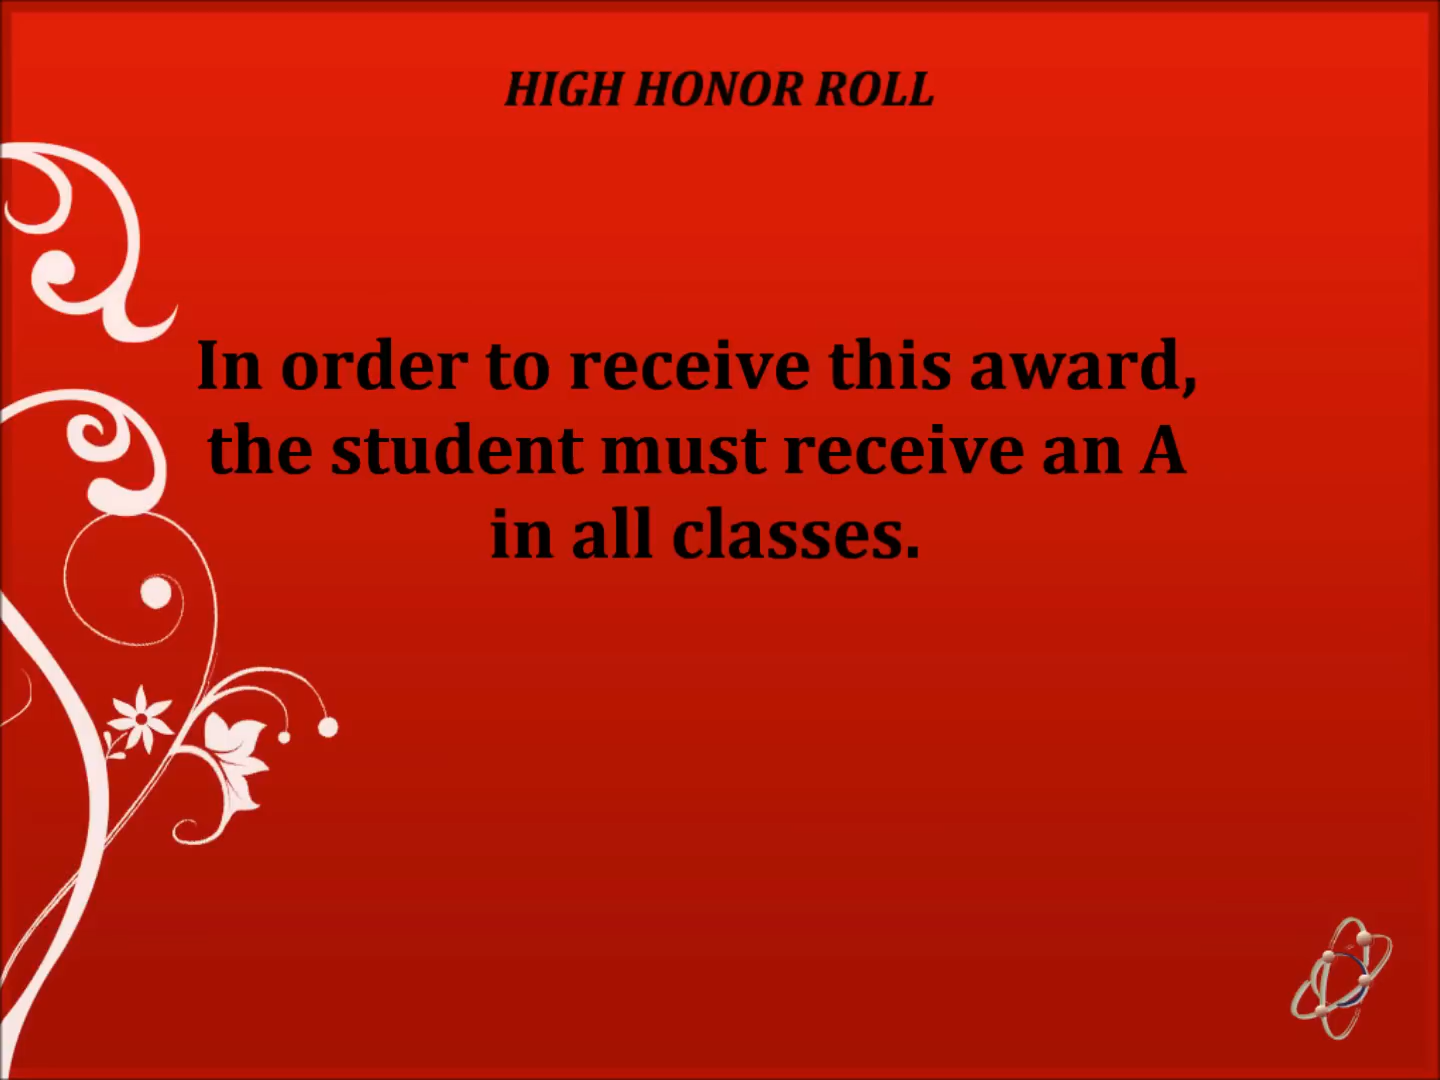 HIGH HONOR ROLL
In order to receive this award,
the student must receive an A
in all classes.